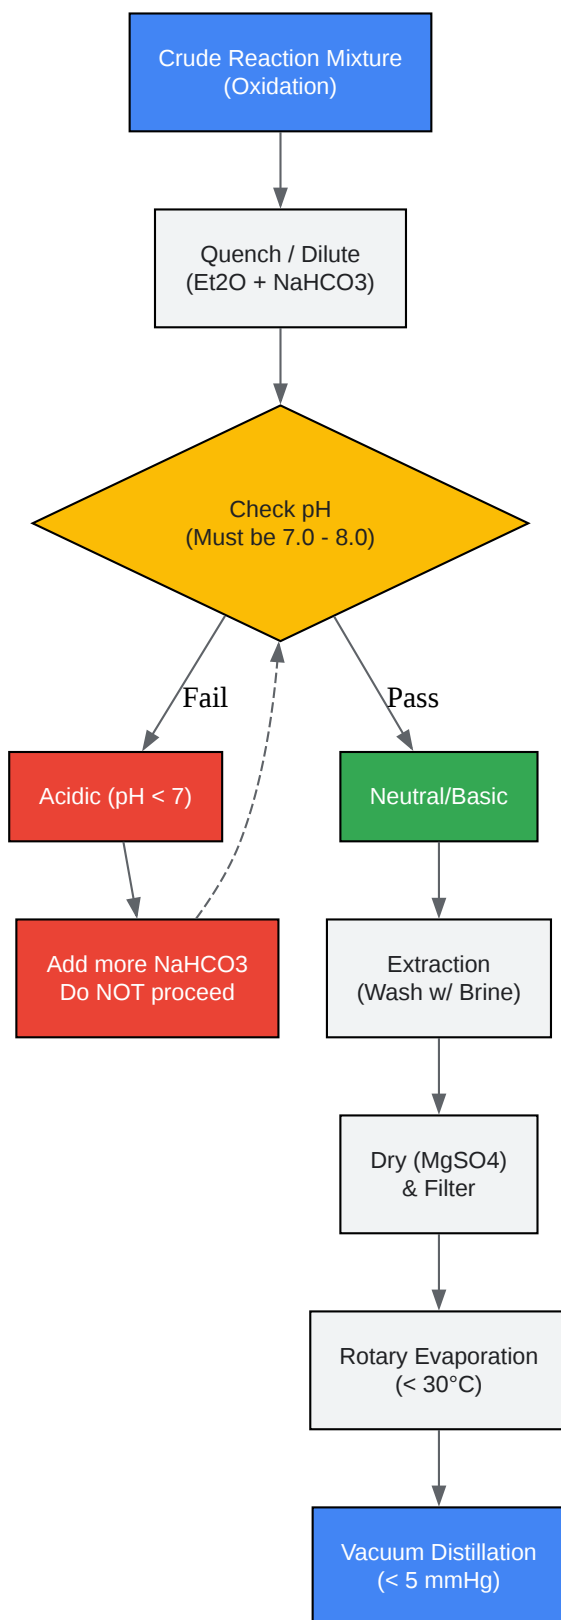 Crude Reaction Mixture
(Oxidation)
Quench / Dilute
(Et2O + NaHCO3)
Check pH
(Must be 7.0 - 8.0)
Fail
Pass
Acidic (pH < 7)
Neutral/Basic
Add more NaHCO3
Do NOT proceed
Extraction
(Wash w/ Brine)
Dry (MgSO4)
& Filter
Rotary Evaporation
(< 30°C)
Vacuum Distillation
(< 5 mmHg)